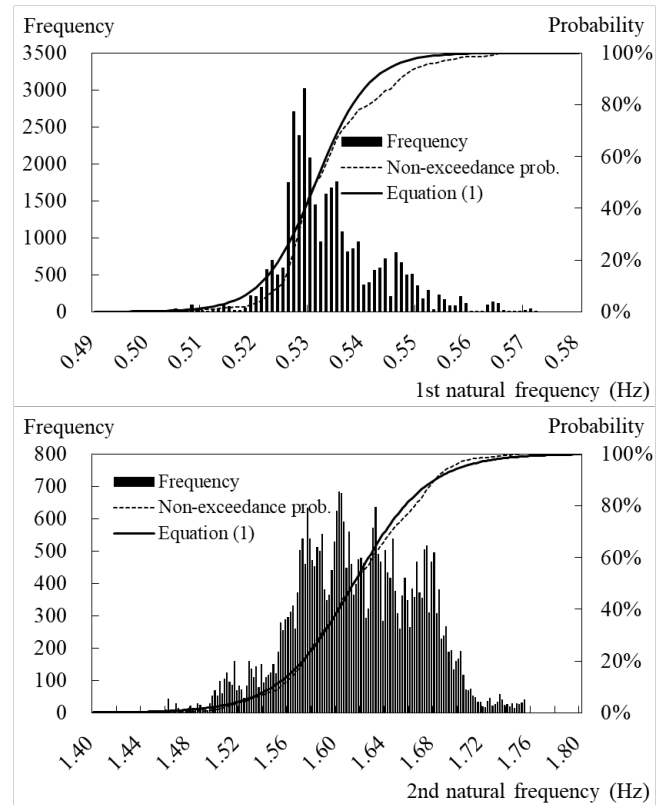 Frequency Probability
3500 100%
3000 80%
2500
2000 60%
1500 40%
1000 20%
500
0 0%
Frequency
Non-exceedance prob.
Equation (1)
0.49 0.50 0.51 0.52 0.53 0.54 0.55 0.56 0.57 0.58
1st natural frequency (Hz)
Frequency Probability
800 100%
700 80%
600
500 60%
400
300 40%
200 20%
100
0 0%
Frequency
Non-exceedance prob.
Equation (1)
1.40 1.44 1.48 1.52 1.56 1.60 1.64 1.68 1.72 1.76 1.80
2nd natural frequency (Hz)